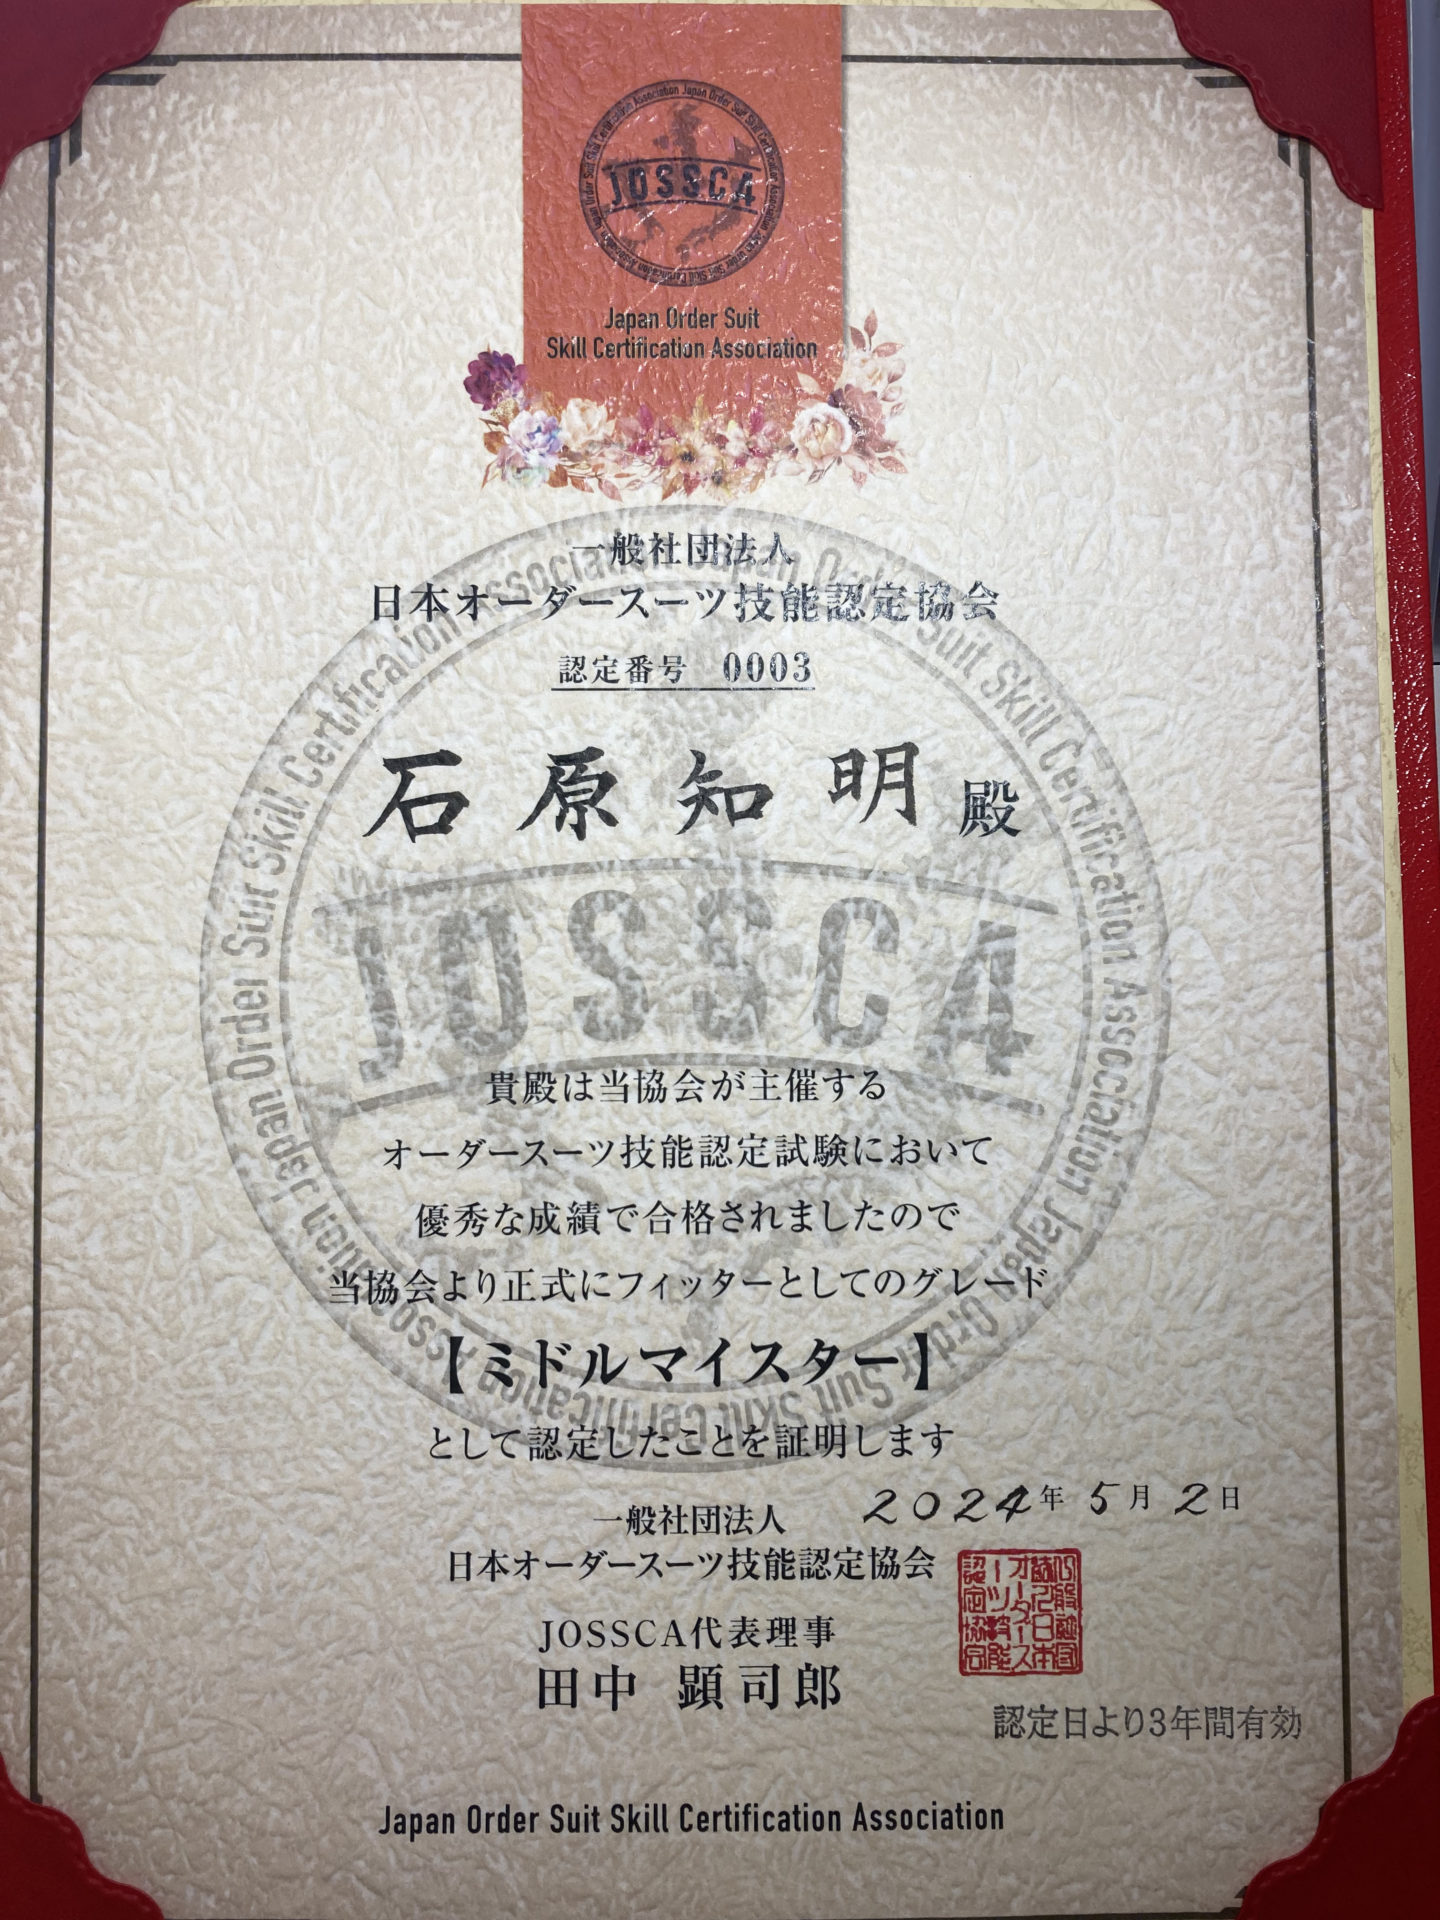 JOSSCA
Japan Order Suit
Skill Certification Association
一般社団法人
日本オーダースーツ技能認定協会
認定番号　0003
石原知明 殿
JOSSCA
貴殿は当協会が主催する
オーダースーツ技能認定試験において
優秀な成績で合格されましたので
当協会より正式にフィッターとしてのグレード
【ミドルマイスター】
として認定したことを証明します
2024年 5月 2日
一般社団法人
日本オーダースーツ技能認定協会
JOSSCA代表理事
田中 顕司郎
認定日より3年間有効
Japan Order Suit Skill Certification Association